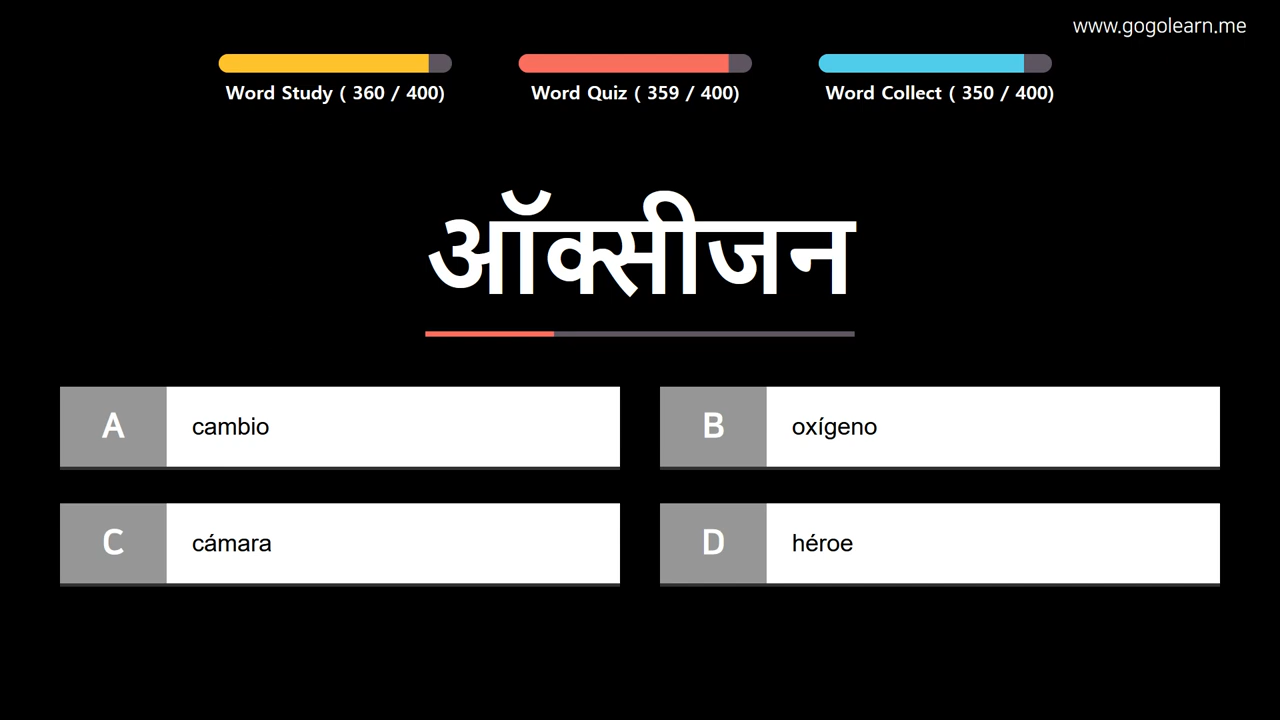 www.gogolearn.me
Word Study ( 360 / 400)
Word Quiz ( 359 / 400)
Word Collect ( 350 / 400)
ऑक्सीजन
A cambio
B oxígeno
C cámara
D héroe